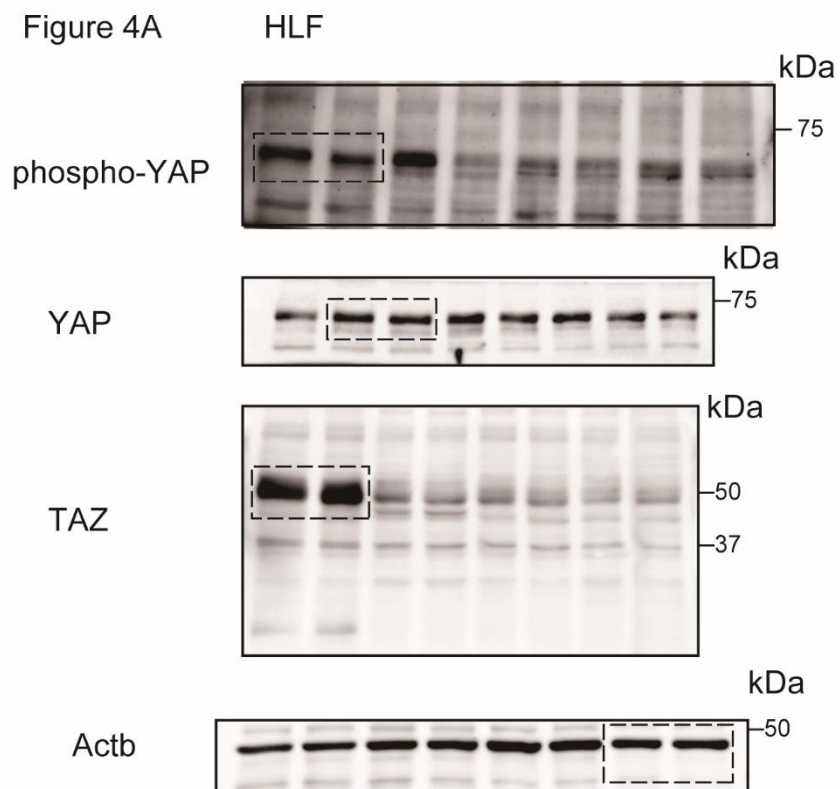 Figure 4A HLF
kDa
75
phospho-YAP
kDa
75
YAP
kDa
50
TAZ
37
kDa
50
Actb